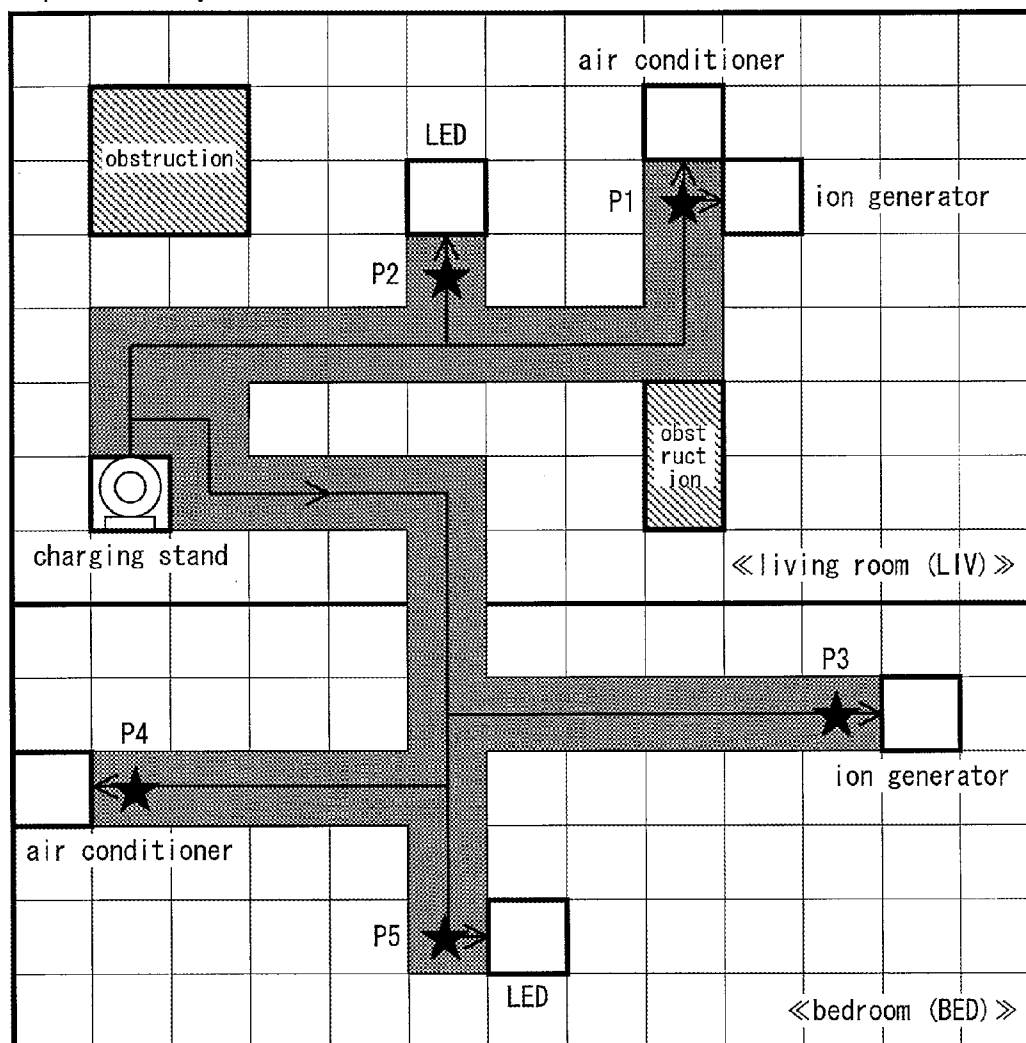 air conditioner
LED
obstruction
P1
ion generator
P2
obst
ruct
ion
charging stand
≪living room (LIV)≫
P3
P4
ion generator
air conditioner
P5
LED
≪bedroom (BED)≫